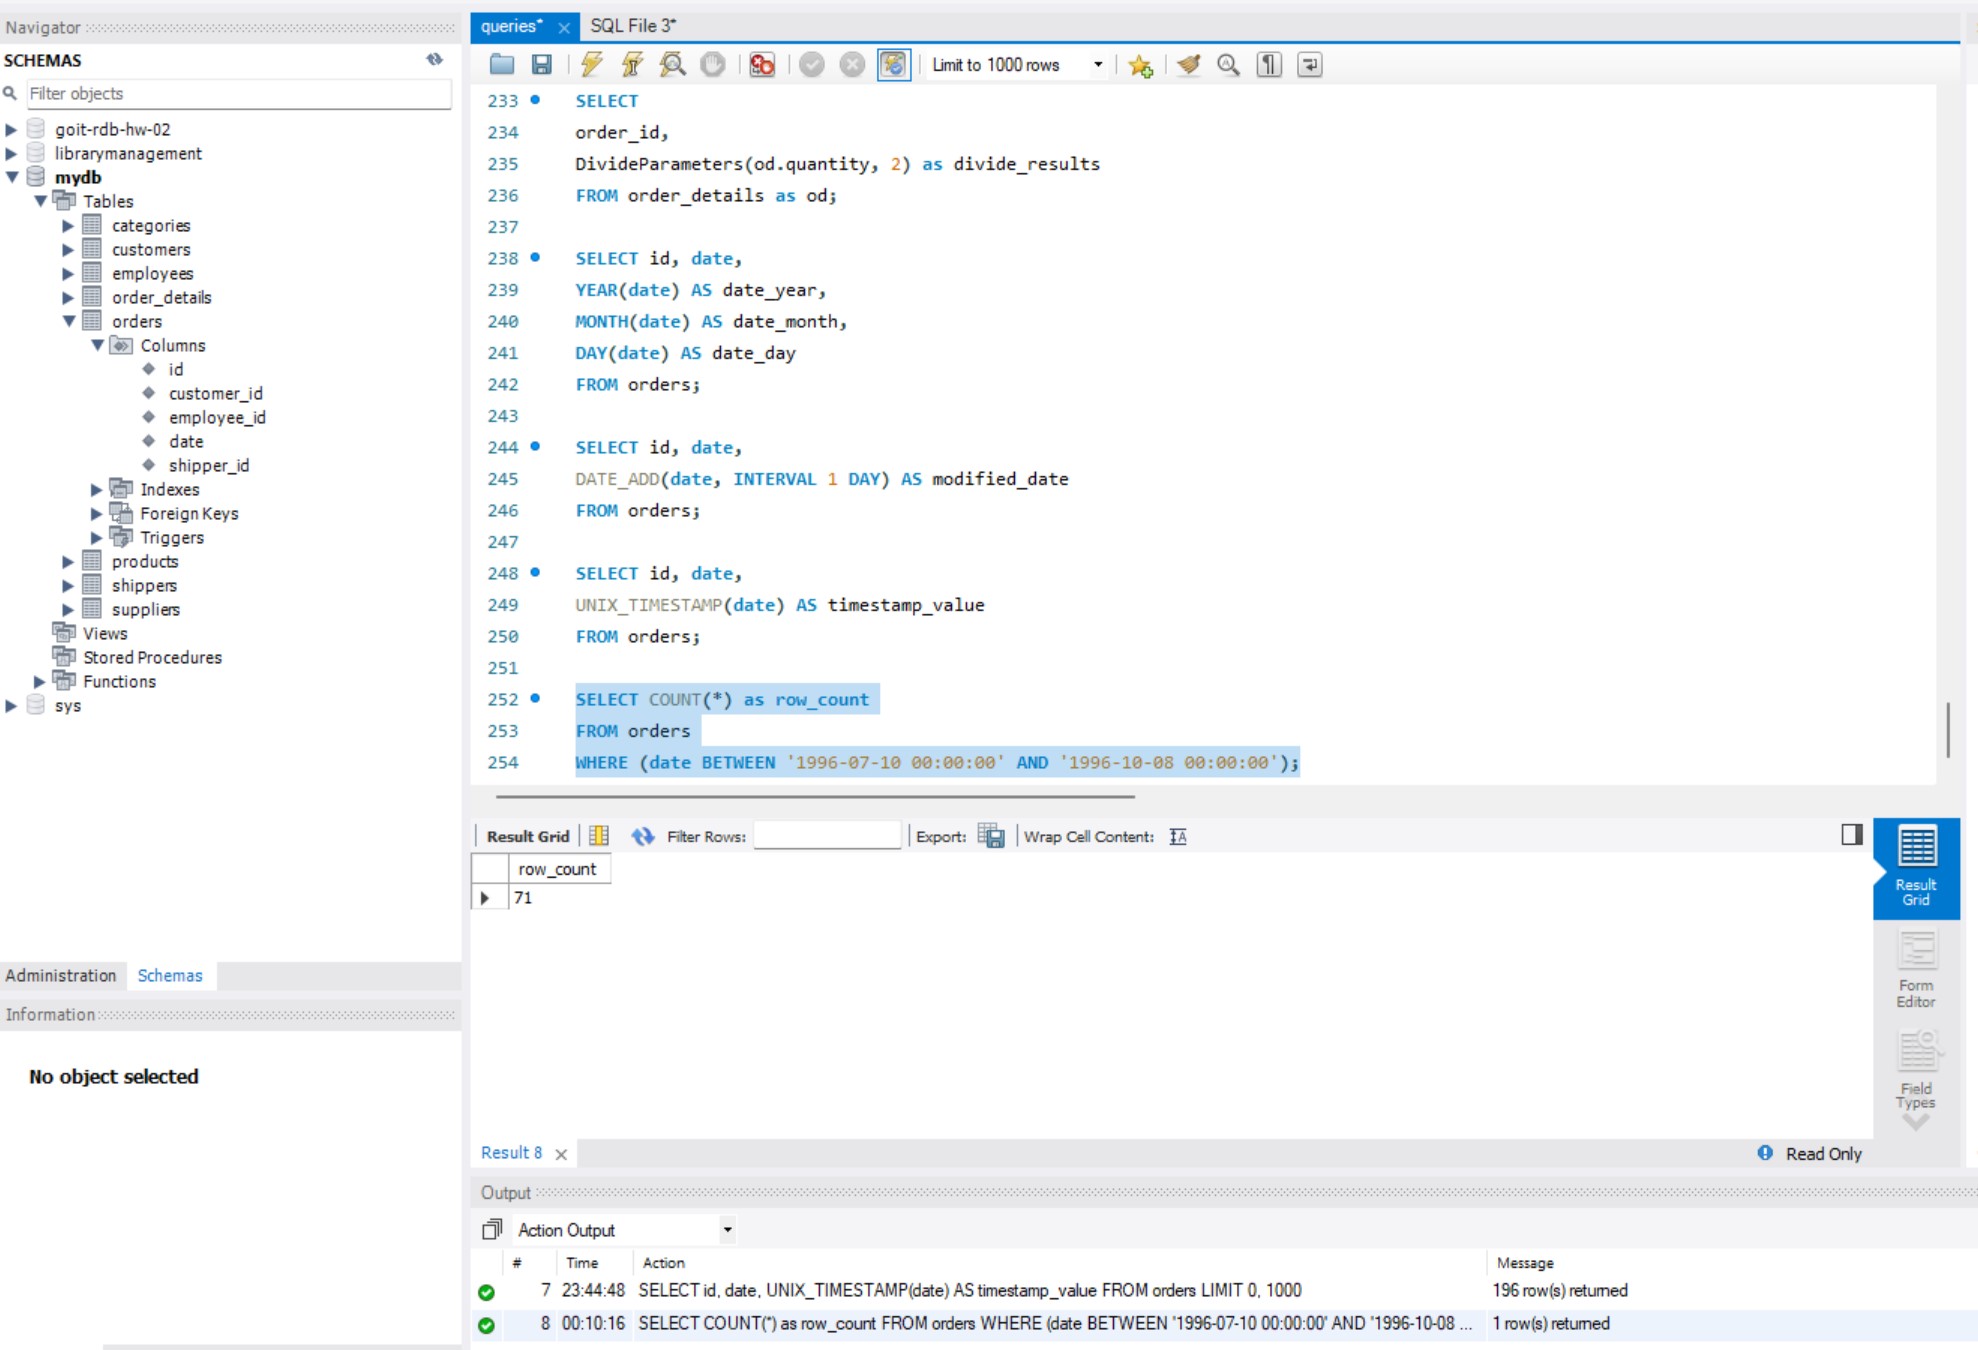 Navigator
SCHEMAS
Filter objects
goit-rdb-hw-02
librarymanagement
mydb
Tables
categories
customers
employees
order_details
orders
Columns
id
customer_id
employee_id
date
shipper_id
Indexes
Foreign Keys
Triggers
products
shippers
suppliers
Views
Stored Procedures
Functions
sys
Administration Schemas
Information
No object selected
queries* SQL File 3*
Limit to 1000 rows
233 SELECT
234 order_id,
235 DivideParameters(od.quantity, 2) as divide_results
236 FROM order_details as od;
237
238 SELECT id, date,
239 YEAR(date) AS date_year,
240 MONTH(date) AS date_month,
241 DAY(date) AS date_day
242 FROM orders;
243
244 SELECT id, date,
245 DATE_ADD(date, INTERVAL 1 DAY) AS modified_date
246 FROM orders;
247
248 SELECT id, date,
249 UNIX_TIMESTAMP(date) AS timestamp_value
250 FROM orders;
251
252 SELECT COUNT(*) as row_count
253 FROM orders
254 WHERE (date BETWEEN '1996-07-10 00:00:00' AND '1996-10-08 00:00:00');
Result Grid Filter Rows: Export: Wrap Cell Content:
row_count
71
Result
Grid
Form
Editor
Field
Types
Result 8 Read Only
Output
Action Output
# Time Action Message
7 23:44:48 SELECT id, date, UNIX_TIMESTAMP(date) AS timestamp_value FROM orders LIMIT 0, 1000 196 row(s) returned
8 00:10:16 SELECT COUNT(*) as row_count FROM orders WHERE (date BETWEEN '1996-07-10 00:00:00' AND '1996-10-08 ... 1 row(s) returned